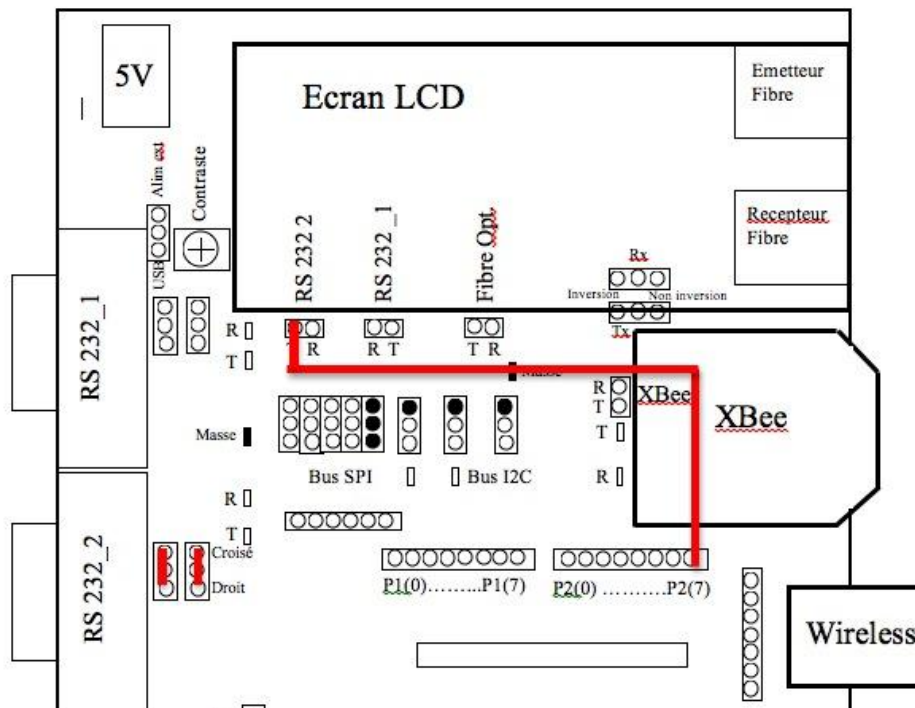 5V
Ecran LCD
Emetteur
Fibre
Recepteur
Fibre
Alim ext
USB
Contraste
RS 232 2
RS 232_1
Fibre Opt.
Rx
Inversion
Non inversion
Tx
RS 232_1
R
T
T R
R T
T R
Masse
R
T
XBee
XBee
T
R
Masse
Bus SPI
Bus I2C
R
T
RS 232_2
Croisé
Droit
P1(0)……...P1(7)
P2(0) ……….P2(7)
Wireless